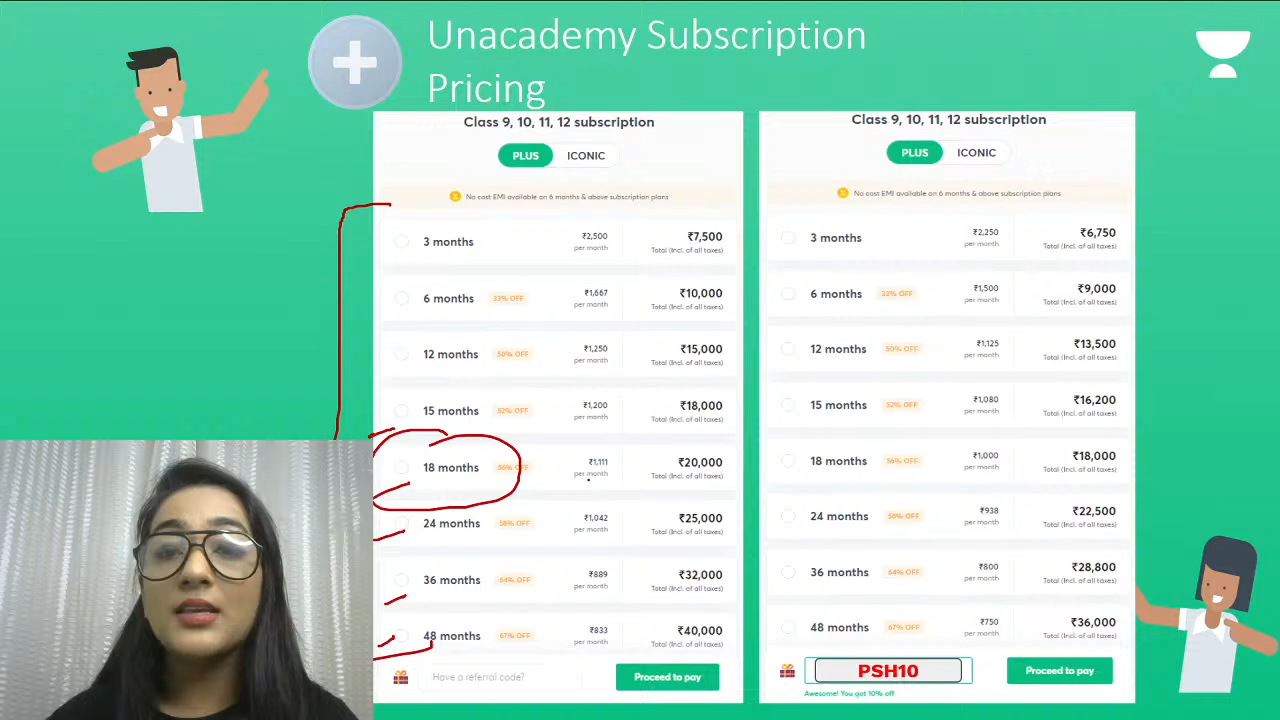 Unacademy Subscription
Pricing
Class 9, 10, 11, 12 subscription
PLUS ICONIC
No cost EMI available on 6 months & above subscription plans
3 months ₹2,500 per month ₹7,500 Total (Incl. of all taxes)
6 months 33% OFF ₹1,667 per month ₹10,000 Total (Incl. of all taxes)
12 months 50% OFF ₹1,250 per month ₹15,000 Total (Incl. of all taxes)
15 months 52% OFF ₹1,200 per month ₹18,000 Total (Incl. of all taxes)
18 months 56% OFF ₹1,111 per month ₹20,000 Total (Incl. of all taxes)
24 months 58% OFF ₹1,042 per month ₹25,000 Total (Incl. of all taxes)
36 months 64% OFF ₹889 per month ₹32,000 Total (Incl. of all taxes)
48 months 67% OFF ₹833 per month ₹40,000 Total (Incl. of all taxes)
Have a referral code? Proceed to pay
Class 9, 10, 11, 12 subscription
PLUS ICONIC
No cost EMI available on 6 months & above subscription plans
3 months ₹2,250 per month ₹6,750 Total (Incl. of all taxes)
6 months 33% OFF ₹1,500 per month ₹9,000 Total (Incl. of all taxes)
12 months 50% OFF ₹1,125 per month ₹13,500 Total (Incl. of all taxes)
15 months 52% OFF ₹1,080 per month ₹16,200 Total (Incl. of all taxes)
18 months 56% OFF ₹1,000 per month ₹18,000 Total (Incl. of all taxes)
24 months 58% OFF ₹938 per month ₹22,500 Total (Incl. of all taxes)
36 months 64% OFF ₹800 per month ₹28,800 Total (Incl. of all taxes)
48 months 67% OFF ₹750 per month ₹36,000 Total (Incl. of all taxes)
PSH10 Proceed to pay
Awesome! You got 10% off